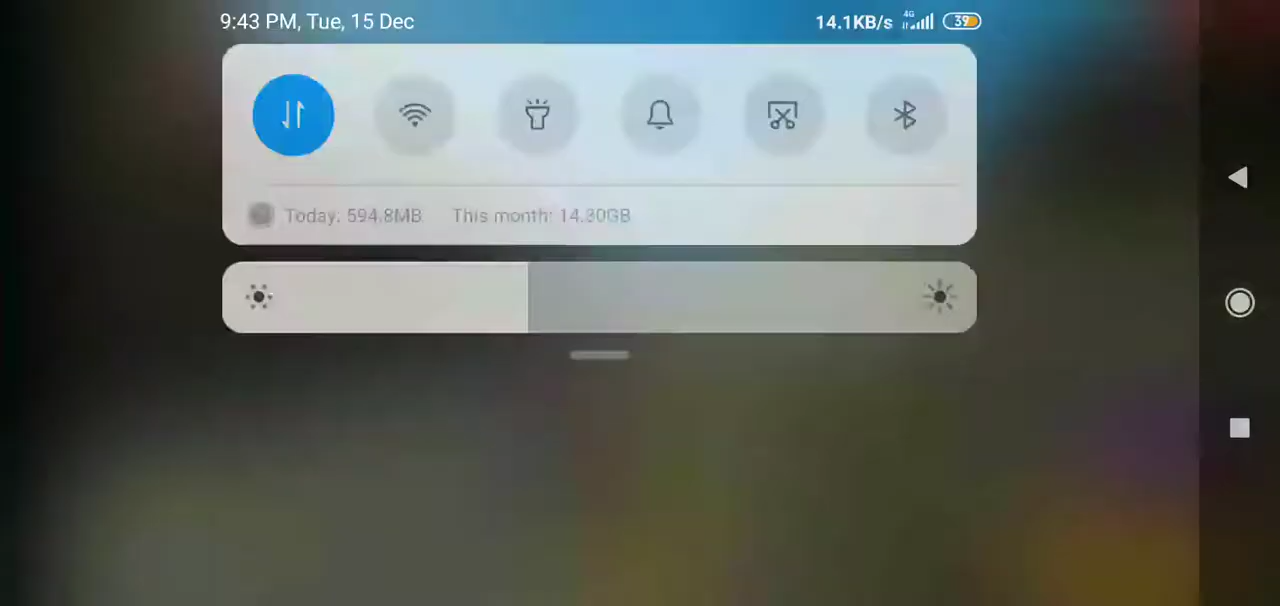 9:43 PM, Tue, 15 Dec
14.1KB/s 4G 39
Today: 594.8MB This month: 14.30GB